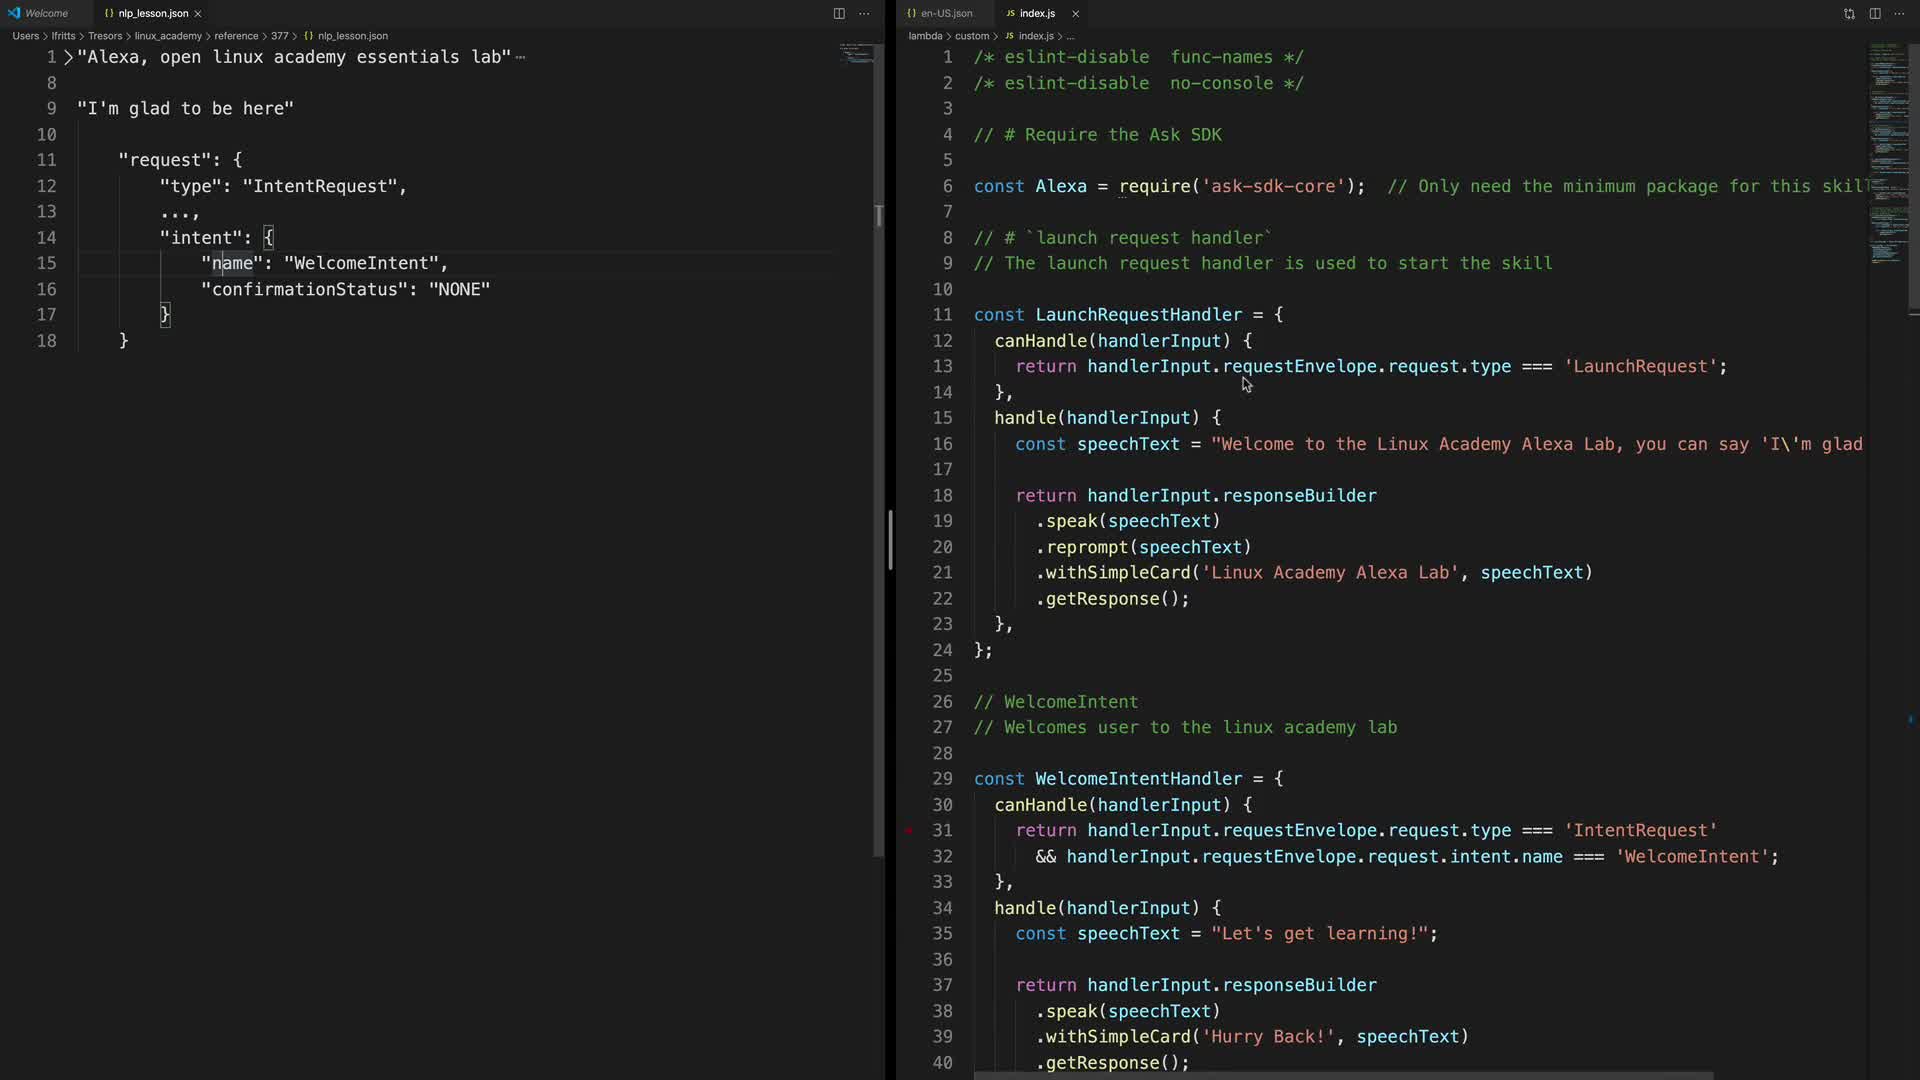 Welcome
{} nlp_lesson.json ×
Users > lfritts > Tresors > linux_academy > reference > 377 > {} nlp_lesson.json
1 >"Alexa, open linux academy essentials lab"⋯
8
9 "I'm glad to be here"
10
11 "request": {
12 "type": "IntentRequest",
13 ...,
14 "intent": {
15 "name": "WelcomeIntent",
16 "confirmationStatus": "NONE"
17 }
18 }
{} en-US.json
JS index.js ×
lambda > custom > JS index.js > ...
1 /* eslint-disable  func-names */
2 /* eslint-disable  no-console */
3
4 // # Require the Ask SDK
5
6 const Alexa = require('ask-sdk-core');  // Only need the minimum package for this skil
7
8 // # `launch request handler`
9 // The launch request handler is used to start the skill
10
11 const LaunchRequestHandler = {
12 canHandle(handlerInput) {
13 return handlerInput.requestEnvelope.request.type === 'LaunchRequest';
14 },
15 handle(handlerInput) {
16 const speechText = "Welcome to the Linux Academy Alexa Lab, you can say 'I\'m glad
17
18 return handlerInput.responseBuilder
19 .speak(speechText)
20 .reprompt(speechText)
21 .withSimpleCard('Linux Academy Alexa Lab', speechText)
22 .getResponse();
23 },
24 };
25
26 // WelcomeIntent
27 // Welcomes user to the linux academy lab
28
29 const WelcomeIntentHandler = {
30 canHandle(handlerInput) {
31 return handlerInput.requestEnvelope.request.type === 'IntentRequest'
32 && handlerInput.requestEnvelope.request.intent.name === 'WelcomeIntent';
33 },
34 handle(handlerInput) {
35 const speechText = "Let's get learning!";
36
37 return handlerInput.responseBuilder
38 .speak(speechText)
39 .withSimpleCard('Hurry Back!', speechText)
40 .getResponse();